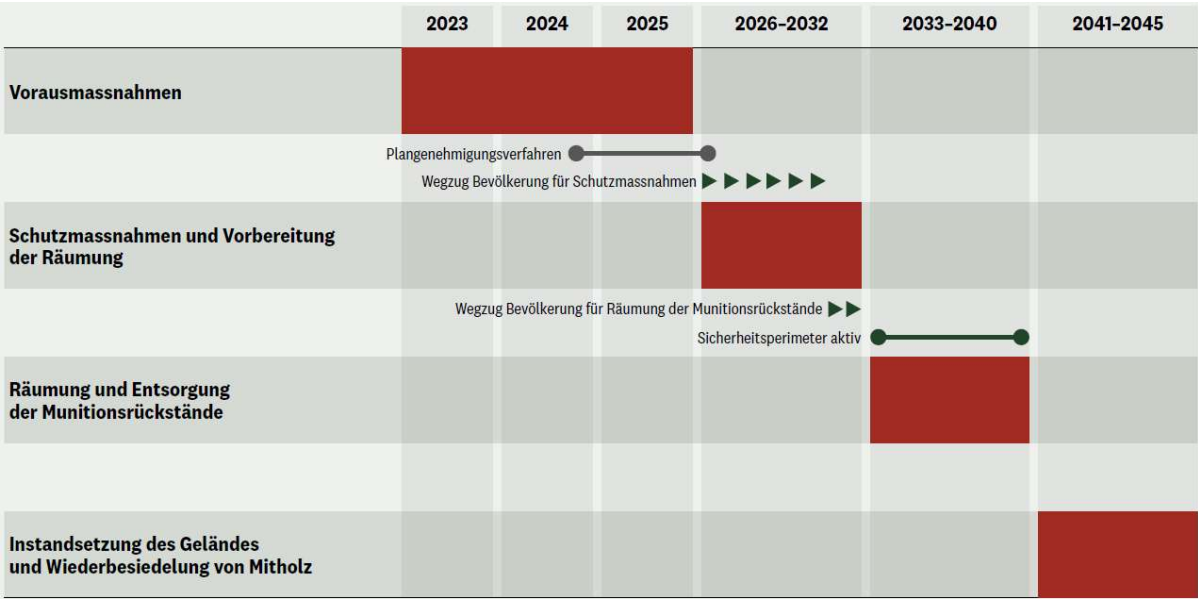 2023 2024 2025 2026–2032 2033–2040 2041–2045
Vorausmassnahmen
Plangenehmigungsverfahren
Wegzug Bevölkerung für Schutzmassnahmen
Schutzmassnahmen und Vorbereitung
der Räumung
Wegzug Bevölkerung für Räumung der Munitionsrückstände
Sicherheitsperimeter aktiv
Räumung und Entsorgung
der Munitionsrückstände
Instandsetzung des Geländes
und Wiederbesiedelung von Mitholz